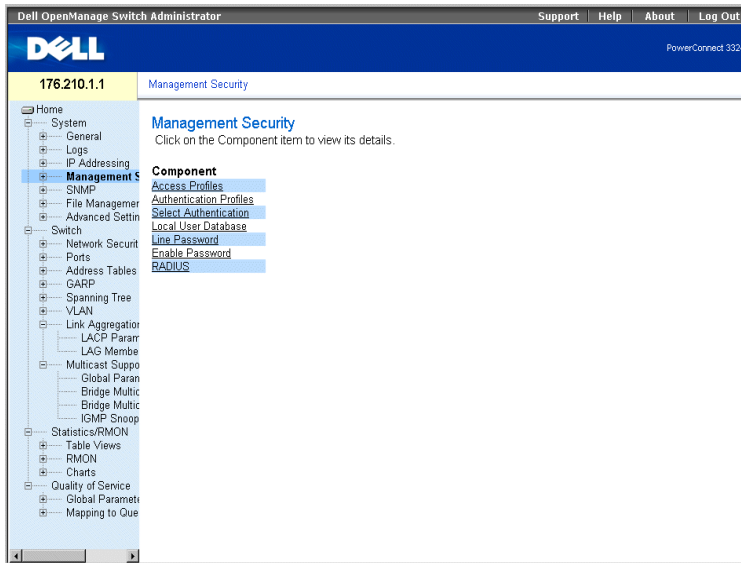 Dell OpenManage Switch Administrator
Support Help About Log Out
DELL
PowerConnect 332
176.210.1.1
Management Security
Home
System
General
Logs
IP Addressing
Management S
SNMP
File Managemer
Advanced Settin
Switch
Network Securit
Ports
Address Tables
GARP
Spanning Tree
VLAN
Link Aggregation
LACP Param
LAG Membe
Multicast Suppo
Global Paran
Bridge Multic
Bridge Multic
IGMP Snoop
Statistics/RMON
Table Views
RMON
Charts
Quality of Service
Global Paramete
Mapping to Que
Management Security
Click on the Component item to view its details.
Component
Access Profiles
Authentication Profiles
Select Authentication
Local User Database
Line Password
Enable Password
RADIUS